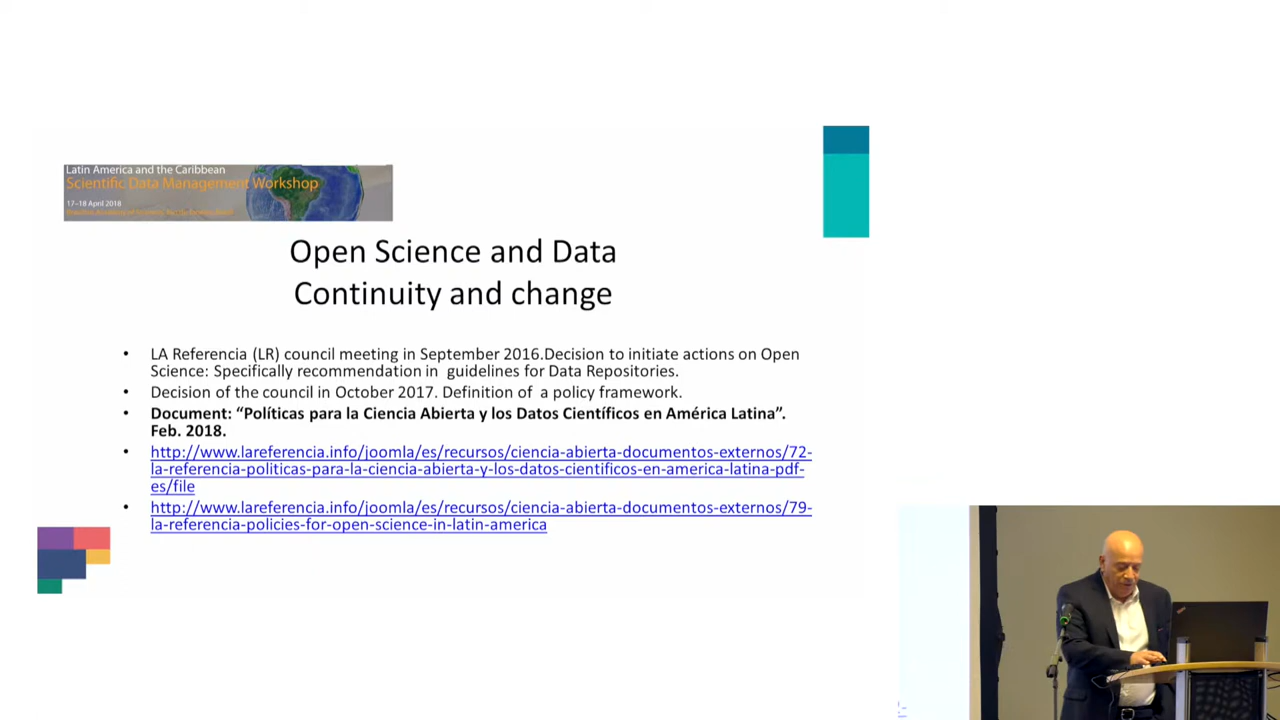 Latin America and the Caribbean
Scientific Data Management Workshop
17-18 April 2018
Open Science and Data
Continuity and change
• LA Referencia (LR) council meeting in September 2016.Decision to initiate actions on Open
Science: Specifically recommendation in guidelines for Data Repositories.
• Decision of the council in October 2017. Definition of a policy framework.
• Document: “Políticas para la Ciencia Abierta y los Datos Científicos en América Latina”.
Feb. 2018.
• http://www.lareferencia.info/joomla/es/recursos/ciencia-abierta-documentos-externos/72-
la-referencia-politicas-para-la-ciencia-abierta-y-los-datos-cientificos-en-america-latina-pdf-
es/file
• http://www.lareferencia.info/joomla/es/recursos/ciencia-abierta-documentos-externos/79-
la-referencia-policies-for-open-science-in-latin-america